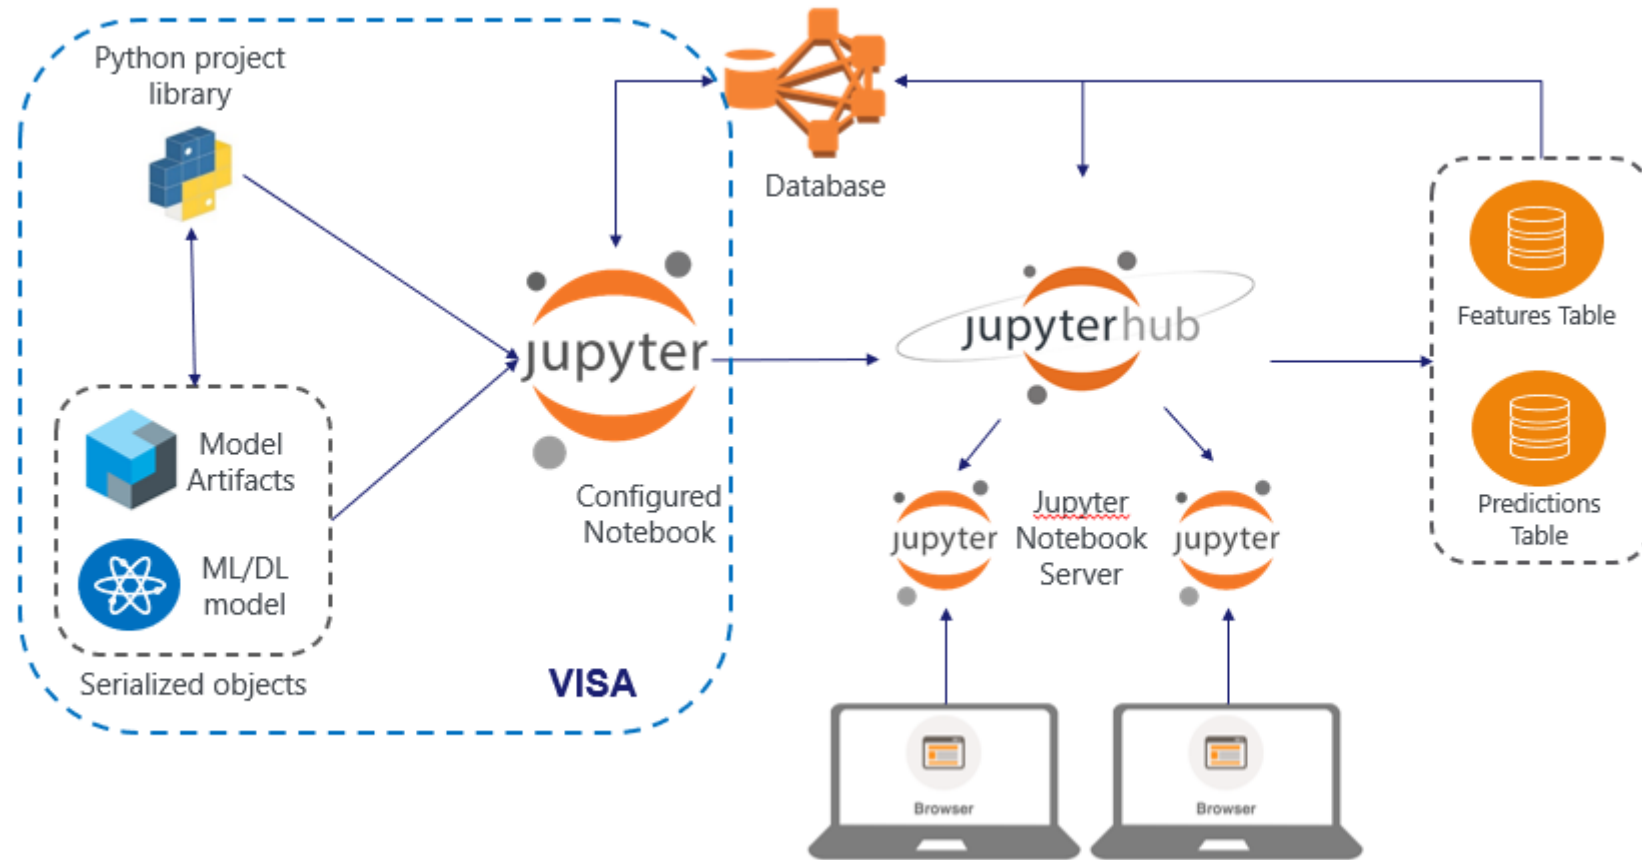 Python project
library
Database
Features Table
jupyterhub
jupyter
Model
Artifacts
Configured
Notebook
Predictions
Table
Jupyter
Notebook
Server
jupyter
jupyter
ML/DL
model
Serialized objects
VISA
Browser
Browser